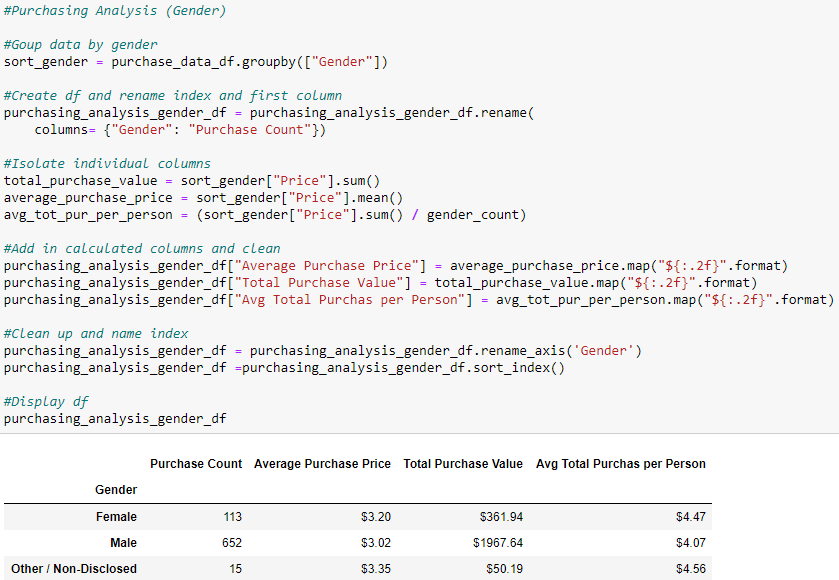 #Purchasing Analysis (Gender)
#Goup data by gender
sort_gender = purchase_data_df.groupby(["Gender"])
#Create df and rename index and first column
purchasing_analysis_gender_df = purchasing_analysis_gender_df.rename(
columns= {"Gender": "Purchase Count"})
#Isolate individual columns
total_purchase_value = sort_gender["Price"].sum()
average_purchase_price = sort_gender["Price"].mean()
avg_tot_pur_per_person = (sort_gender["Price"].sum() / gender_count)
#Add in calculated columns and clean
purchasing_analysis_gender_df["Average Purchase Price"] = average_purchase_price.map("${:.2f}".format)
purchasing_analysis_gender_df["Total Purchase Value"] = total_purchase_value.map("${:.2f}".format)
purchasing_analysis_gender_df["Avg Total Purchas per Person"] = avg_tot_pur_per_person.map("${:.2f}".format)
#Clean up and name index
purchasing_analysis_gender_df = purchasing_analysis_gender_df.rename_axis('Gender')
purchasing_analysis_gender_df =purchasing_analysis_gender_df.sort_index()
#Display df
purchasing_analysis_gender_df
Purchase Count Average Purchase Price Total Purchase Value Avg Total Purchas per Person
Gender
Female 113 $3.20 $361.94 $4.47
Male 652 $3.02 $1967.64 $4.07
Other / Non-Disclosed 15 $3.35 $50.19 $4.56